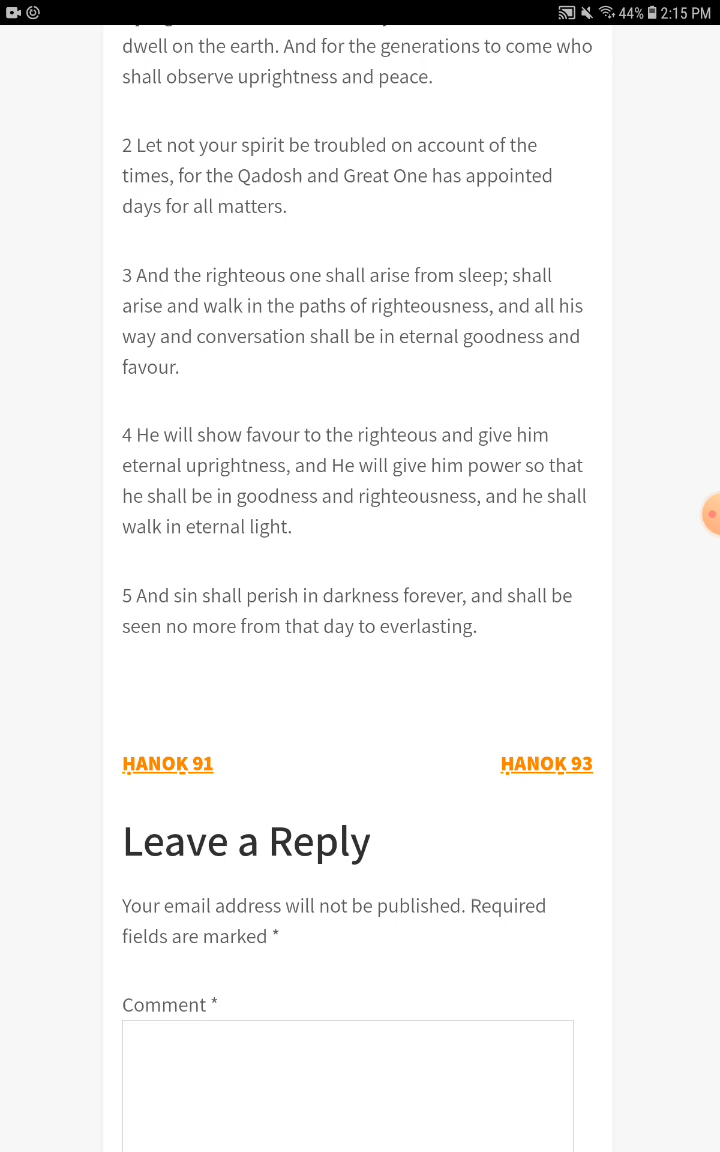 44% 2:15 PM
dwell on the earth. And for the generations to come who
shall observe uprightness and peace.
2 Let not your spirit be troubled on account of the
times, for the Qadosh and Great One has appointed
days for all matters.
3 And the righteous one shall arise from sleep; shall
arise and walk in the paths of righteousness, and all his
way and conversation shall be in eternal goodness and
favour.
4 He will show favour to the righteous and give him
eternal uprightness, and He will give him power so that
he shall be in goodness and righteousness, and he shall
walk in eternal light.
5 And sin shall perish in darkness forever, and shall be
seen no more from that day to everlasting.
ḤANOḴ 91 ḤANOḴ 93
Leave a Reply
Your email address will not be published. Required
fields are marked *
Comment *